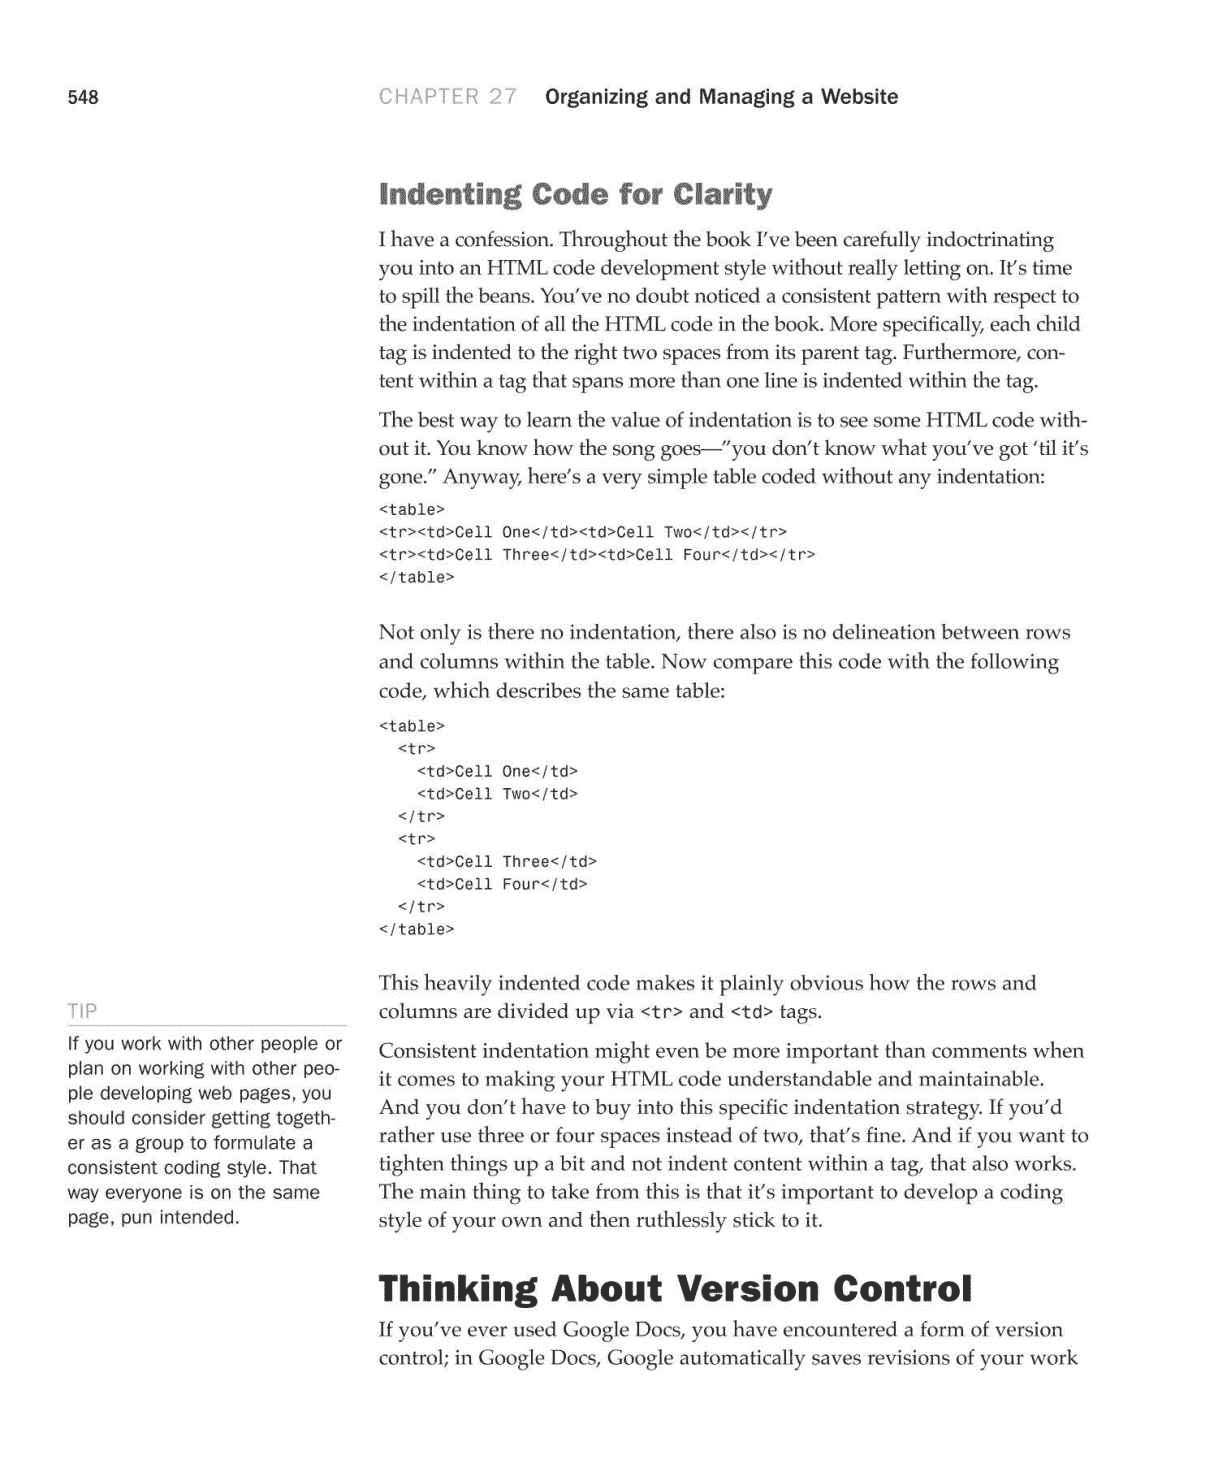 548
CHAPTER 27 Organizing and Managing a Website
Indenting Code for Clarity
I have a confession. Throughout the book I've been carefully indoctrinating
you into an HTML code development style without really letting on. It's time
to spill the beans. You've no doubt noticed a consistent pattern with respect to
the indentation of all the HTML code in the book. More specifically, each child
tag is indented to the right two spaces from its parent tag. Furthermore, con-
tent within a tag that spans more than one line is indented within the tag.
The best way to learn the value of indentation is to see some HTML code with-
out it. You know how the song goes—"you don't know what you've got 'til it's
gone." Anyway, here's a very simple table coded without any indentation:
<table>
<tr><td>Cell One</td><td>Cell Two</td></tr>
<tr><td>Cell Three</td><td>Cell Four</td></tr>
</table>
Not only is there no indentation, there also is no delineation between rows
and columns within the table. Now compare this code with the following
code, which describes the same table:
<table>
  <tr>
    <td>Cell One</td>
    <td>Cell Two</td>
  </tr>
  <tr>
    <td>Cell Three</td>
    <td>Cell Four</td>
  </tr>
</table>
This heavily indented code makes it plainly obvious how the rows and
columns are divided up via <tr> and <td> tags.
TIP
If you work with other people or
plan on working with other peo-
ple developing web pages, you
should consider getting togeth-
er as a group to formulate a
consistent coding style. That
way everyone is on the same
page, pun intended.
Consistent indentation might even be more important than comments when
it comes to making your HTML code understandable and maintainable.
And you don't have to buy into this specific indentation strategy. If you'd
rather use three or four spaces instead of two, that's fine. And if you want to
tighten things up a bit and not indent content within a tag, that also works.
The main thing to take from this is that it's important to develop a coding
style of your own and then ruthlessly stick to it.
Thinking About Version Control
If you've ever used Google Docs, you have encountered a form of version
control; in Google Docs, Google automatically saves revisions of your work